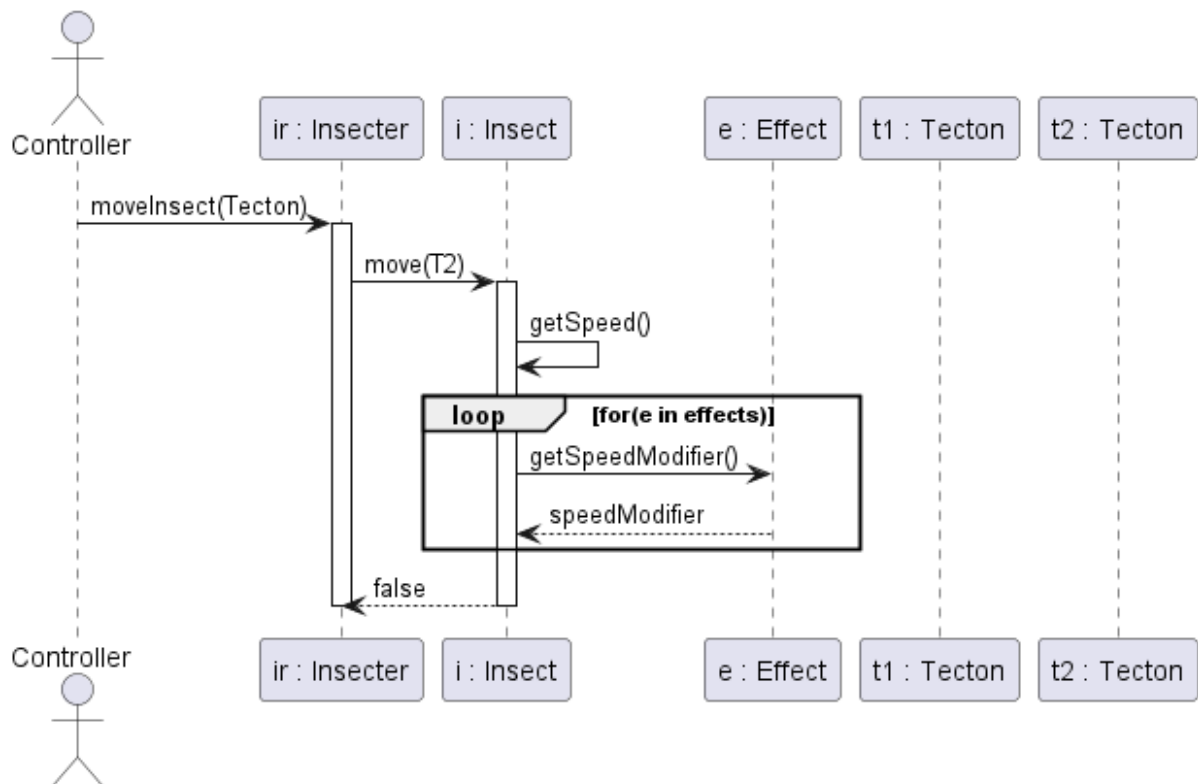 Controller
ir : Insecter
i : Insect
e : Effect
t1 : Tecton
t2 : Tecton
moveInsect(Tecton)
move(T2)
getSpeed()
loop
[for(e in effects)]
getSpeedModifier()
speedModifier
false
Controller
ir : Insecter
i : Insect
e : Effect
t1 : Tecton
t2 : Tecton